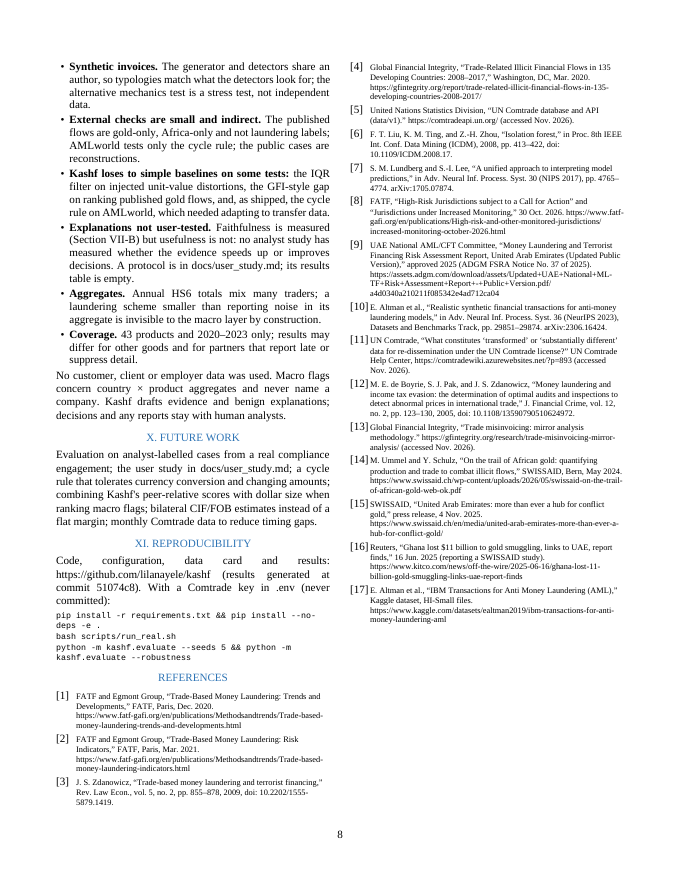 • Synthetic invoices. The generator and detectors share an
author, so typologies match what the detectors look for; the
alternative mechanics test is a stress test, not independent
data.
• External checks are small and indirect. The published
flows are gold-only, Africa-only and not laundering labels;
AMLworld tests only the cycle rule; the public cases are
reconstructions.
• Kashf loses to simple baselines on some tests: the IQR
filter on injected unit-value distortions, the GFI-style gap
on ranking published gold flows, and, as shipped, the cycle
rule on AMLworld, which needed adapting to transfer data.
• Explanations not user-tested. Faithfulness is measured
(Section VII-B) but usefulness is not: no analyst study has
measured whether the evidence speeds up or improves
decisions. A protocol is in docs/user_study.md; its results
table is empty.
• Aggregates. Annual HS6 totals mix many traders; a
laundering scheme smaller than reporting noise in its
aggregate is invisible to the macro layer by construction.
• Coverage. 43 products and 2020–2023 only; results may
differ for other goods and for partners that report late or
suppress detail.
No customer, client or employer data was used. Macro flags
concern country × product aggregates and never name a
company. Kashf drafts evidence and benign explanations;
decisions and any reports stay with human analysts.
X. FUTURE WORK
Evaluation on analyst-labelled cases from a real compliance
engagement; the user study in docs/user_study.md; a cycle
rule that tolerates currency conversion and changing amounts;
combining Kashf's peer-relative scores with dollar size when
ranking macro flags; bilateral CIF/FOB estimates instead of a
flat margin; monthly Comtrade data to reduce timing gaps.
XI. REPRODUCIBILITY
Code, configuration, data card and results:
https://github.com/lilanayele/kashf (results generated at
commit 51074c8). With a Comtrade key in .env (never
committed):
pip install -r requirements.txt && pip install --no-
deps -e .
bash scripts/run_real.sh
python -m kashf.evaluate --seeds 5 && python -m
kashf.evaluate --robustness
REFERENCES
[1] FATF and Egmont Group, “Trade-Based Money Laundering: Trends and
Developments,” FATF, Paris, Dec. 2020.
https://www.fatf-gafi.org/en/publications/Methodsandtrends/Trade-based-
money-laundering-trends-and-developments.html
[2] FATF and Egmont Group, “Trade-Based Money Laundering: Risk
Indicators,” FATF, Paris, Mar. 2021.
https://www.fatf-gafi.org/en/publications/Methodsandtrends/Trade-based-
money-laundering-indicators.html
[3] J. S. Zdanowicz, “Trade-based money laundering and terrorist financing,”
Rev. Law Econ., vol. 5, no. 2, pp. 855–878, 2009, doi: 10.2202/1555-
5879.1419.
[4] Global Financial Integrity, “Trade-Related Illicit Financial Flows in 135
Developing Countries: 2008–2017,” Washington, DC, Mar. 2020.
https://gfintegrity.org/report/trade-related-illicit-financial-flows-in-135-
developing-countries-2008-2017/
[5] United Nations Statistics Division, “UN Comtrade database and API
(data/v1).” https://comtradeapi.un.org/ (accessed Nov. 2026).
[6] F. T. Liu, K. M. Ting, and Z.-H. Zhou, “Isolation forest,” in Proc. 8th IEEE
Int. Conf. Data Mining (ICDM), 2008, pp. 413–422, doi:
10.1109/ICDM.2008.17.
[7] S. M. Lundberg and S.-I. Lee, “A unified approach to interpreting model
predictions,” in Adv. Neural Inf. Process. Syst. 30 (NIPS 2017), pp. 4765–
4774. arXiv:1705.07874.
[8] FATF, “High-Risk Jurisdictions subject to a Call for Action” and
“Jurisdictions under Increased Monitoring,” 30 Oct. 2026. https://www.fatf-
gafi.org/en/publications/High-risk-and-other-monitored-jurisdictions/
increased-monitoring-october-2026.html
[9] UAE National AML/CFT Committee, “Money Laundering and Terrorist
Financing Risk Assessment Report, United Arab Emirates (Updated Public
Version),” approved 2025 (ADGM FSRA Notice No. 37 of 2025).
https://assets.adgm.com/download/assets/Updated+UAE+National+ML-
TF+Risk+Assessment+Report+-+Public+Version.pdf/
a4d0340a210211f085342e4ad712ca04
[10] E. Altman et al., “Realistic synthetic financial transactions for anti-money
laundering models,” in Adv. Neural Inf. Process. Syst. 36 (NeurIPS 2023),
Datasets and Benchmarks Track, pp. 29851–29874. arXiv:2306.16424.
[11] UN Comtrade, “What constitutes ‘transformed’ or ‘substantially different’
data for re-dissemination under the UN Comtrade license?” UN Comtrade
Help Center, https://comtradewiki.azurewebsites.net/?p=893 (accessed
Nov. 2026).
[12] M. E. de Boyrie, S. J. Pak, and J. S. Zdanowicz, “Money laundering and
income tax evasion: the determination of optimal audits and inspections to
detect abnormal prices in international trade,” J. Financial Crime, vol. 12,
no. 2, pp. 123–130, 2005, doi: 10.1108/13590790510624972.
[13] Global Financial Integrity, “Trade misinvoicing: mirror analysis
methodology.” https://gfintegrity.org/research/trade-misinvoicing-mirror-
analysis/ (accessed Nov. 2026).
[14] M. Ummel and Y. Schulz, “On the trail of African gold: quantifying
production and trade to combat illicit flows,” SWISSAID, Bern, May 2024.
https://www.swissaid.ch/wp-content/uploads/2026/05/swissaid-on-the-trail-
of-african-gold-web-ok.pdf
[15] SWISSAID, “United Arab Emirates: more than ever a hub for conflict
gold,” press release, 4 Nov. 2025.
https://www.swissaid.ch/en/media/united-arab-emirates-more-than-ever-a-
hub-for-conflict-gold/
[16] Reuters, “Ghana lost $11 billion to gold smuggling, links to UAE, report
finds,” 16 Jun. 2025 (reporting a SWISSAID study).
https://www.kitco.com/news/off-the-wire/2025-06-16/ghana-lost-11-
billion-gold-smuggling-links-uae-report-finds
[17] E. Altman et al., “IBM Transactions for Anti Money Laundering (AML),”
Kaggle dataset, HI-Small files.
https://www.kaggle.com/datasets/ealtman2019/ibm-transactions-for-anti-
money-laundering-aml
8